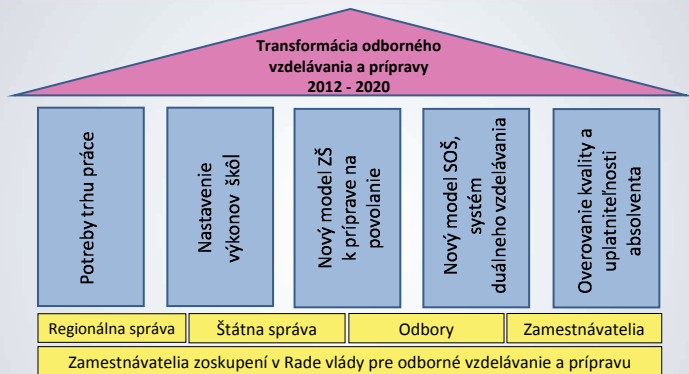 Transformácia odborného
vzdelávania a prípravy
2012 - 2020
Potreby trhu práce
Nastavenie
výkonov škôl
Nový model ZŠ
k príprave na
povolanie
Nový model SOŠ,
systém
duálneho vzdelávania
Overovanie kvality a
uplatniteľnosti
absolventa
Regionálna správa
Štátna správa
Odbory
Zamestnávatelia
Zamestnávatelia zoskupení v Rade vlády pre odborné vzdelávanie a prípravu